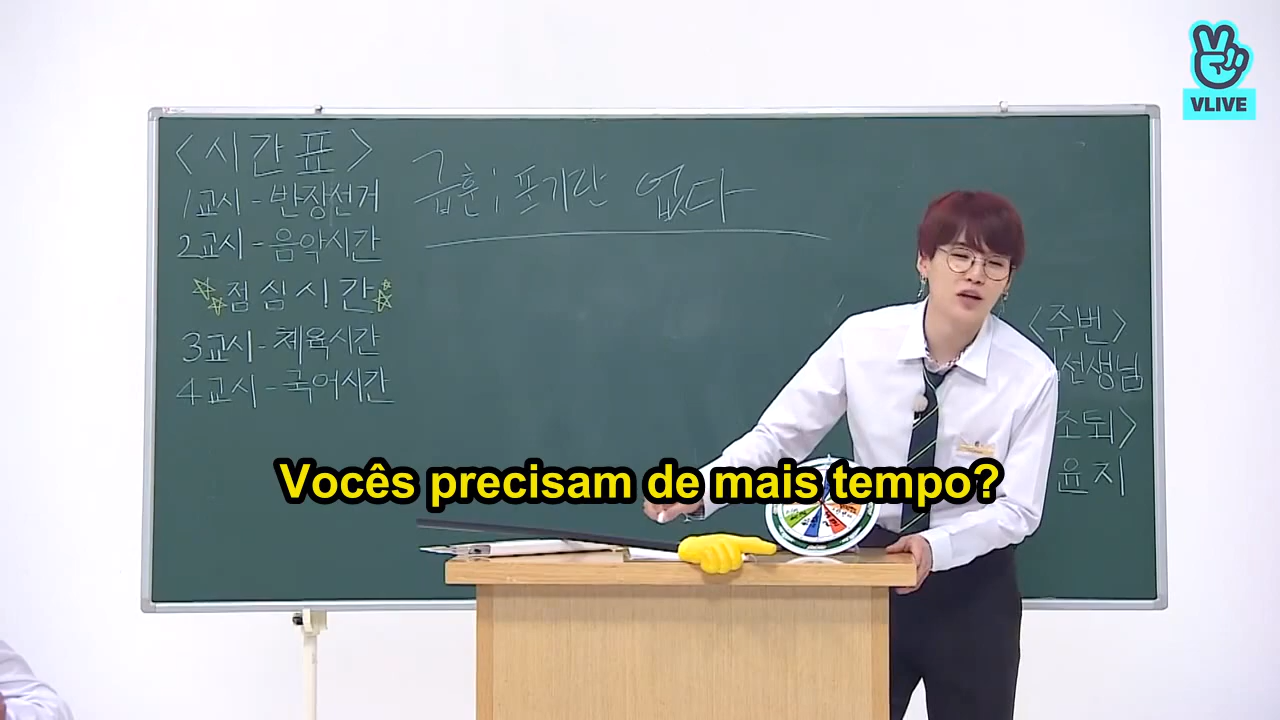 VLIVE
<시간표>
1교시-반장선거
2교시-음악시간
점심시간
3교시-체육시간
4교시-국어시간
급훈; 포기란 없다
<주번>
선생님
조퇴>
윤지
Vocês precisam de mais tempo?